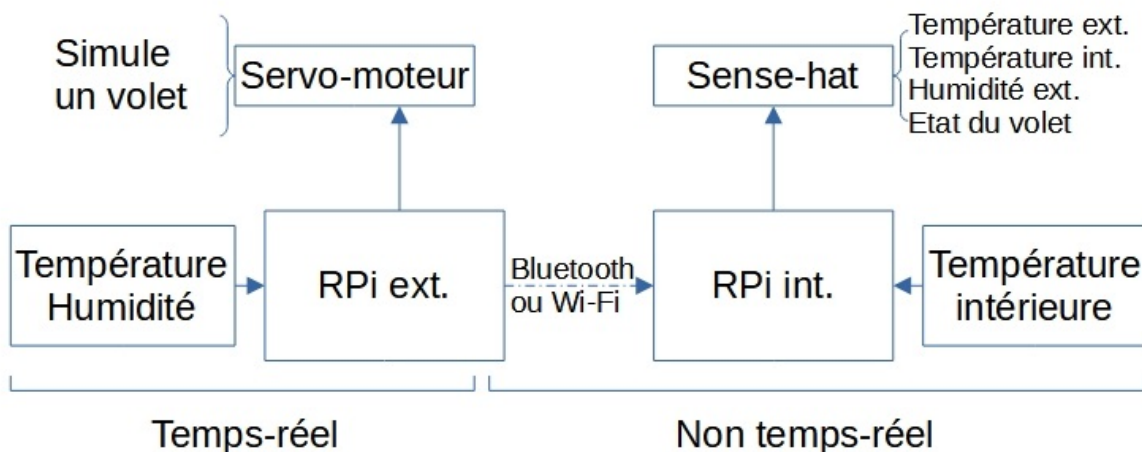 Simule
un volet
Servo-moteur
Sense-hat
Température ext.
Température int.
Humidité ext.
Etat du volet
Température
Humidité
RPi ext.
Bluetooth
ou Wi-Fi
RPi int.
Température
intérieure
Temps-réel
Non temps-réel